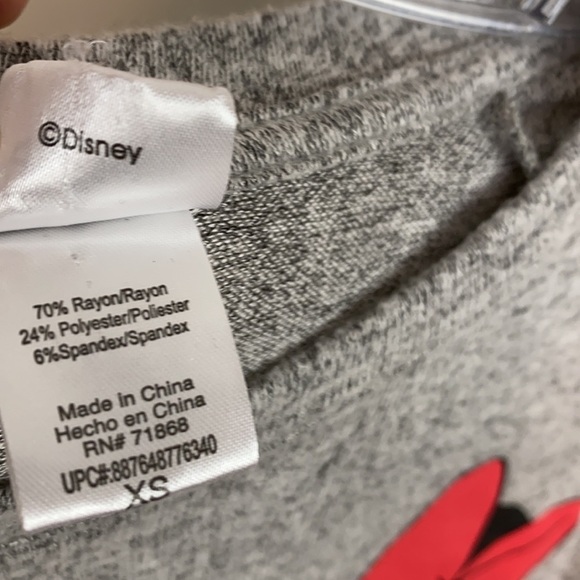 ©Disney
70% Rayon/Rayon
24% Polyester/Poliester
6%Spandex/Spandex
Made in China
Hecho en China
RN# 71868
UPC#:887648776340
XS